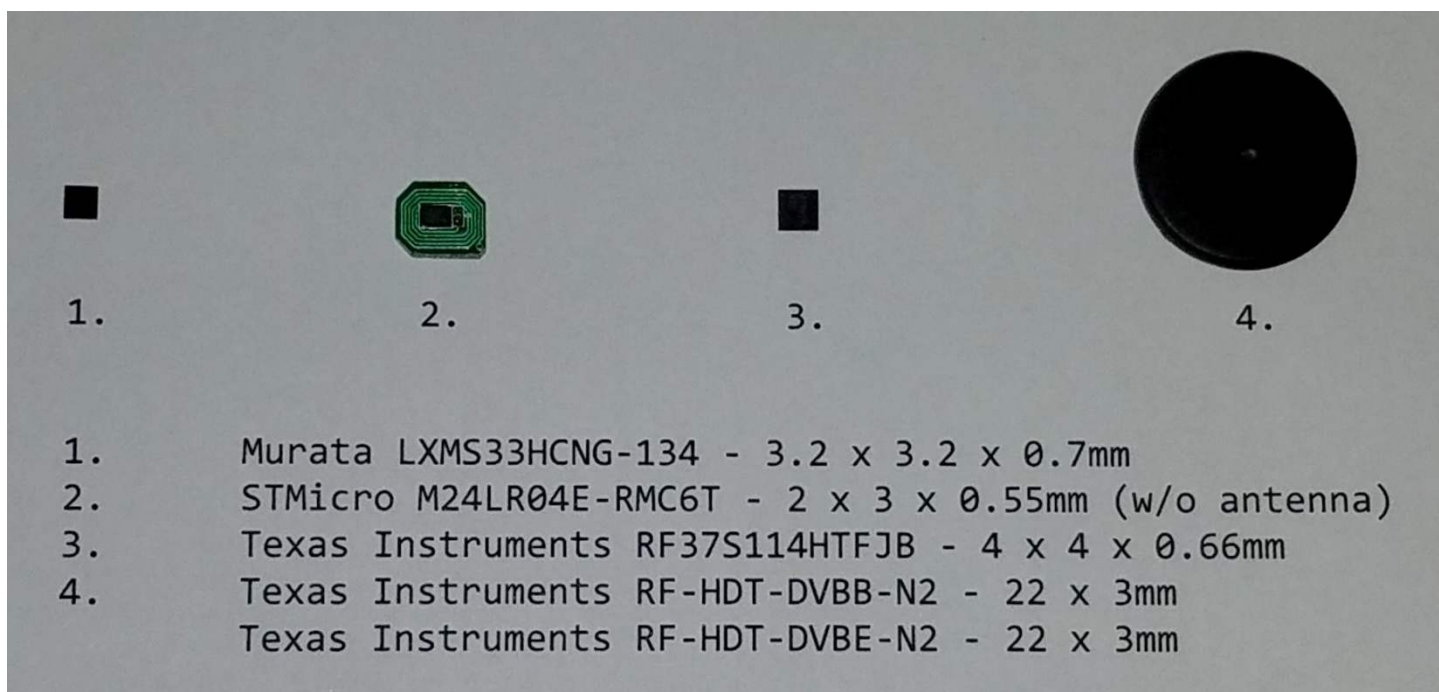 1. 2. 3. 4.
1. Murata LXMS33HCNG-134 - 3.2 x 3.2 x 0.7mm
2. STMicro M24LR04E-RMC6T - 2 x 3 x 0.55mm (w/o antenna)
3. Texas Instruments RF37S114HTFJB - 4 x 4 x 0.66mm
4. Texas Instruments RF-HDT-DVBB-N2 - 22 x 3mm
Texas Instruments RF-HDT-DVBE-N2 - 22 x 3mm